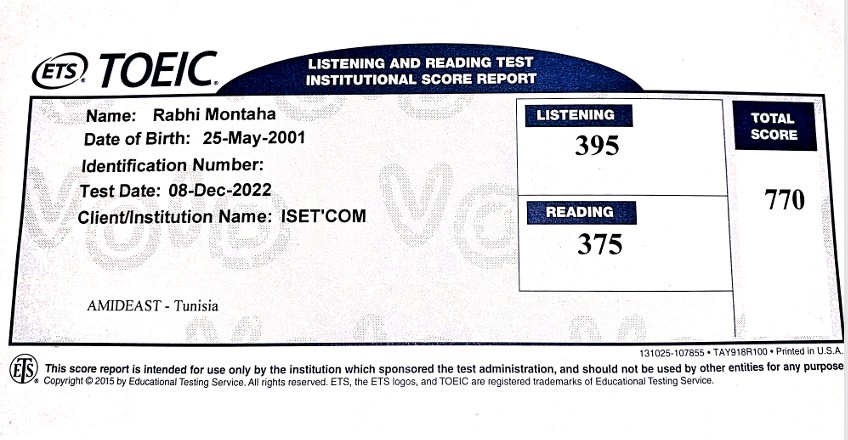 ETS® TOEIC®
LISTENING AND READING TEST
INSTITUTIONAL SCORE REPORT
Name: Rabhi Montaha
Date of Birth: 25-May-2001
Identification Number:
Test Date: 08-Dec-2022
Client/Institution Name: ISET'COM
AMIDEAST - Tunisia
LISTENING
395
READING
375
TOTAL
SCORE
770
131025-107855 • TAY918R100 • Printed in U.S.A.
ETS® This score report is intended for use only by the institution which sponsored the test administration, and should not be used by other entities for any purpose
Copyright © 2015 by Educational Testing Service. All rights reserved. ETS, the ETS logos, and TOEIC are registered trademarks of Educational Testing Service.